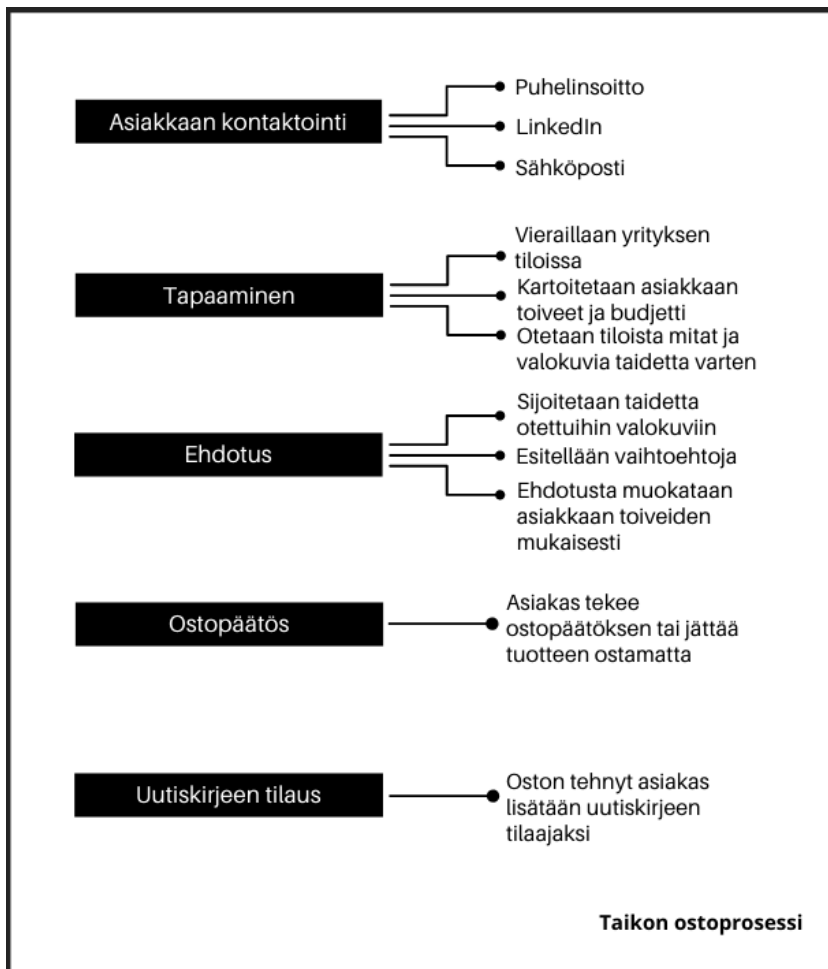 Asiakkaan kontaktointi
Puhelinsoitto
LinkedIn
Sähköposti
Tapaaminen
Vieraillaan yrityksen
tiloissa
Kartoitetaan asiakkaan
toiveet ja budjetti
Otetaan tiloista mitat ja
valokuvia taidetta varten
Ehdotus
Sijoitetaan taidetta
otettuihin valokuviin
Esitellään vaihtoehtoja
Ehdotusta muokataan
asiakkaan toiveiden
mukaisesti
Ostopäätös
Asiakas tekee
ostopäätöksen tai jättää
tuotteen ostamatta
Uutiskirjeen tilaus
Oston tehnyt asiakas
lisätään uutiskirjeen
tilaajaksi
Taikon ostoprosessi